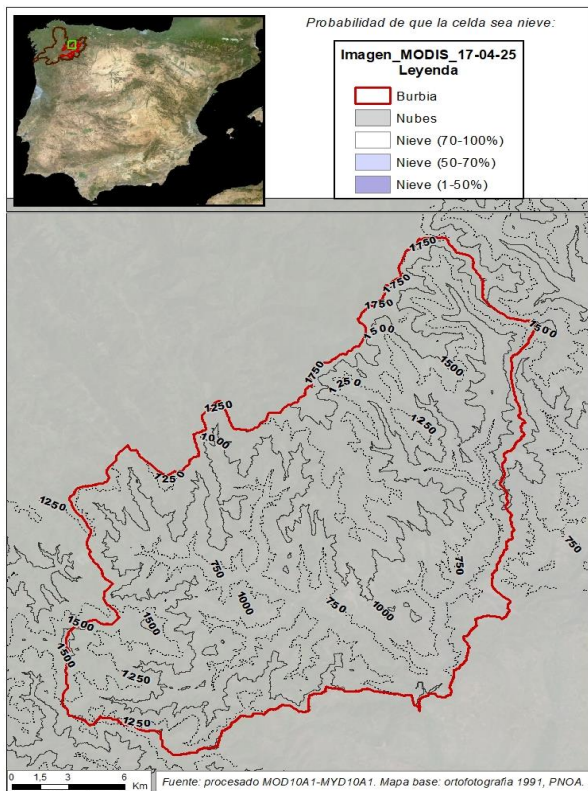 Probabilidad de que la celda sea nieve:
Imagen_MODIS_17-04-25
Leyenda
Burbia
Nubes
Nieve (70-100%)
Nieve (50-70%)
Nieve (1-50%)
1750
1750
1750
1500
1500
1750
1500
1250
1250
1250
1000
1250
1250
750
750
750
1000
750
1000
1500
1500
1500
1250
1250
0 1,5 3 6
Km
Fuente: procesado MOD10A1-MYD10A1. Mapa base: ortofotografía 1991, PNOA.